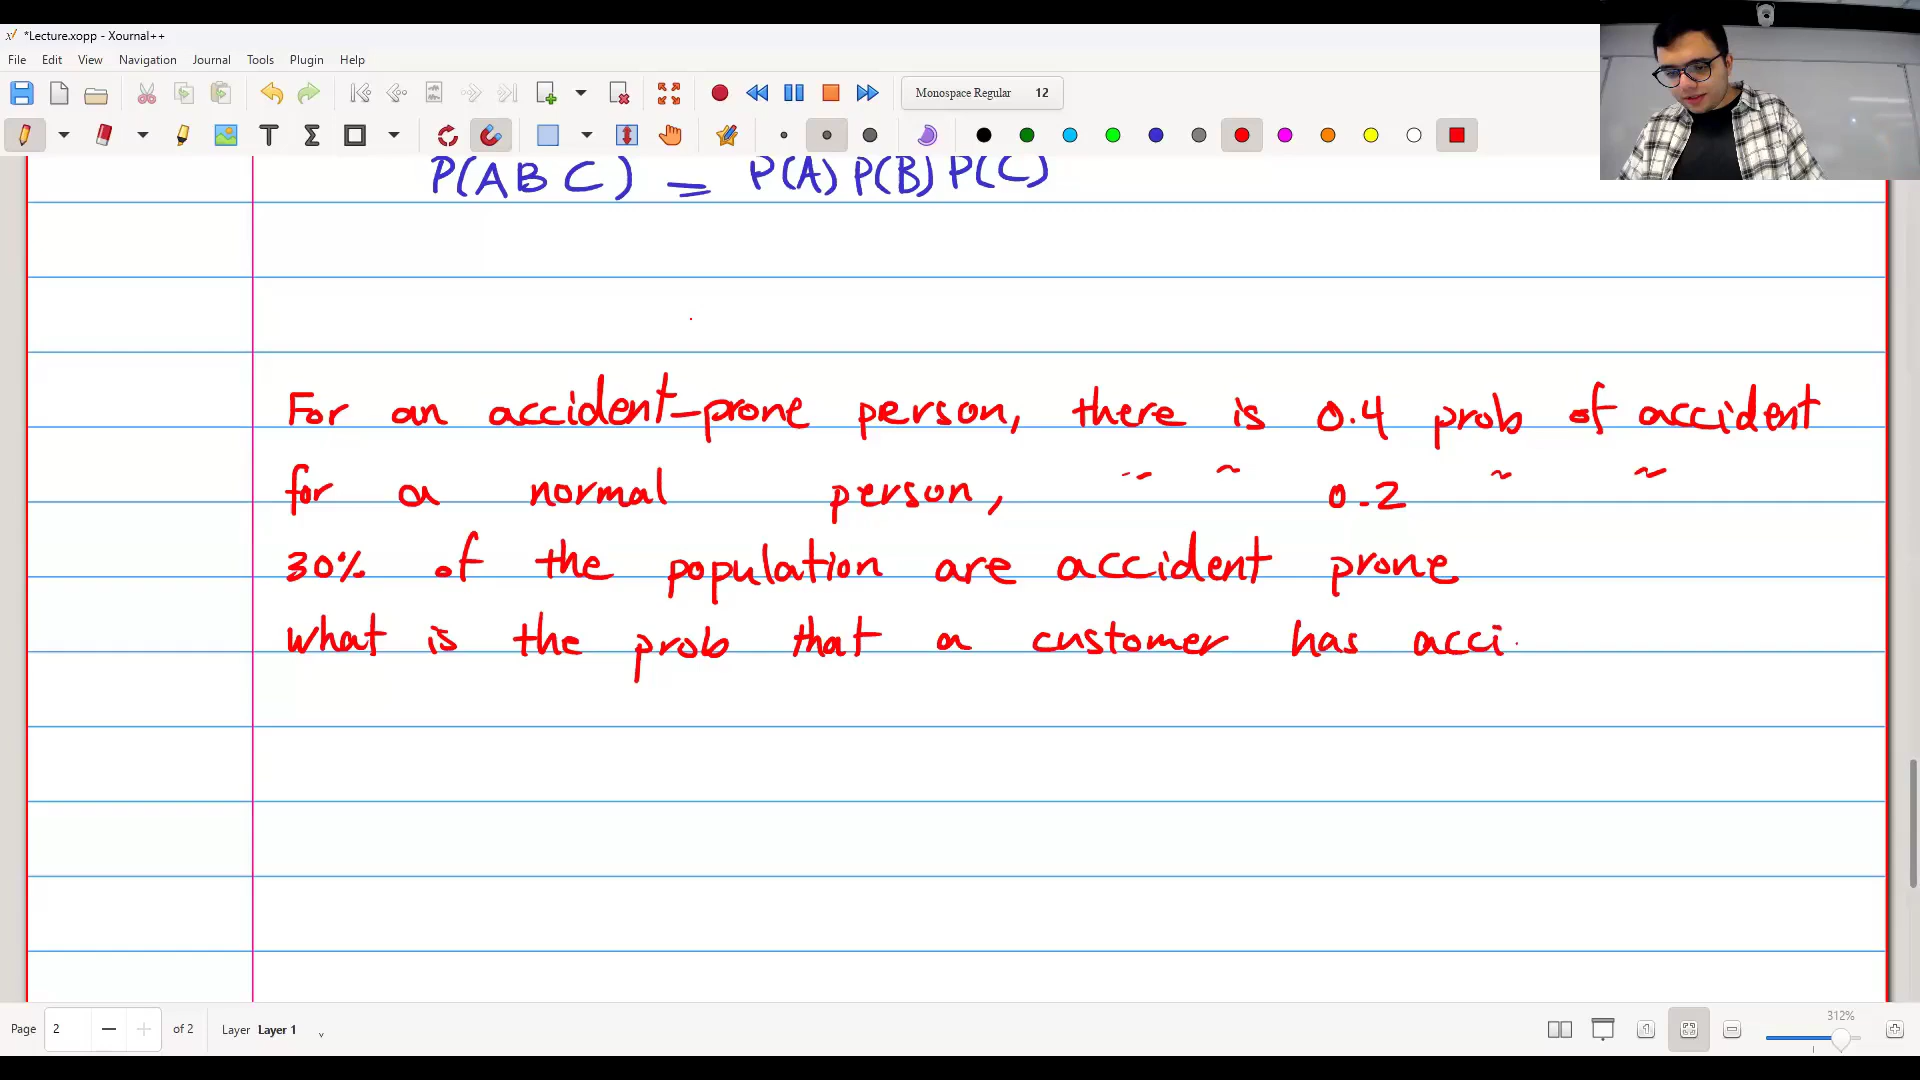 *Lecture.xopp - Xournal++
File Edit View Navigation Journal Tools Plugin Help
Monospace Regular 12
P(ABC) = P(A) P(B) P(C)
For an accident-prone person, there is 0.4 prob of accident
for a normal person, ~ ~ 0.2 ~ ~
30% of the population are accident prone
what is the prob that a customer has acci
Page 2 of 2 Layer Layer 1 312%